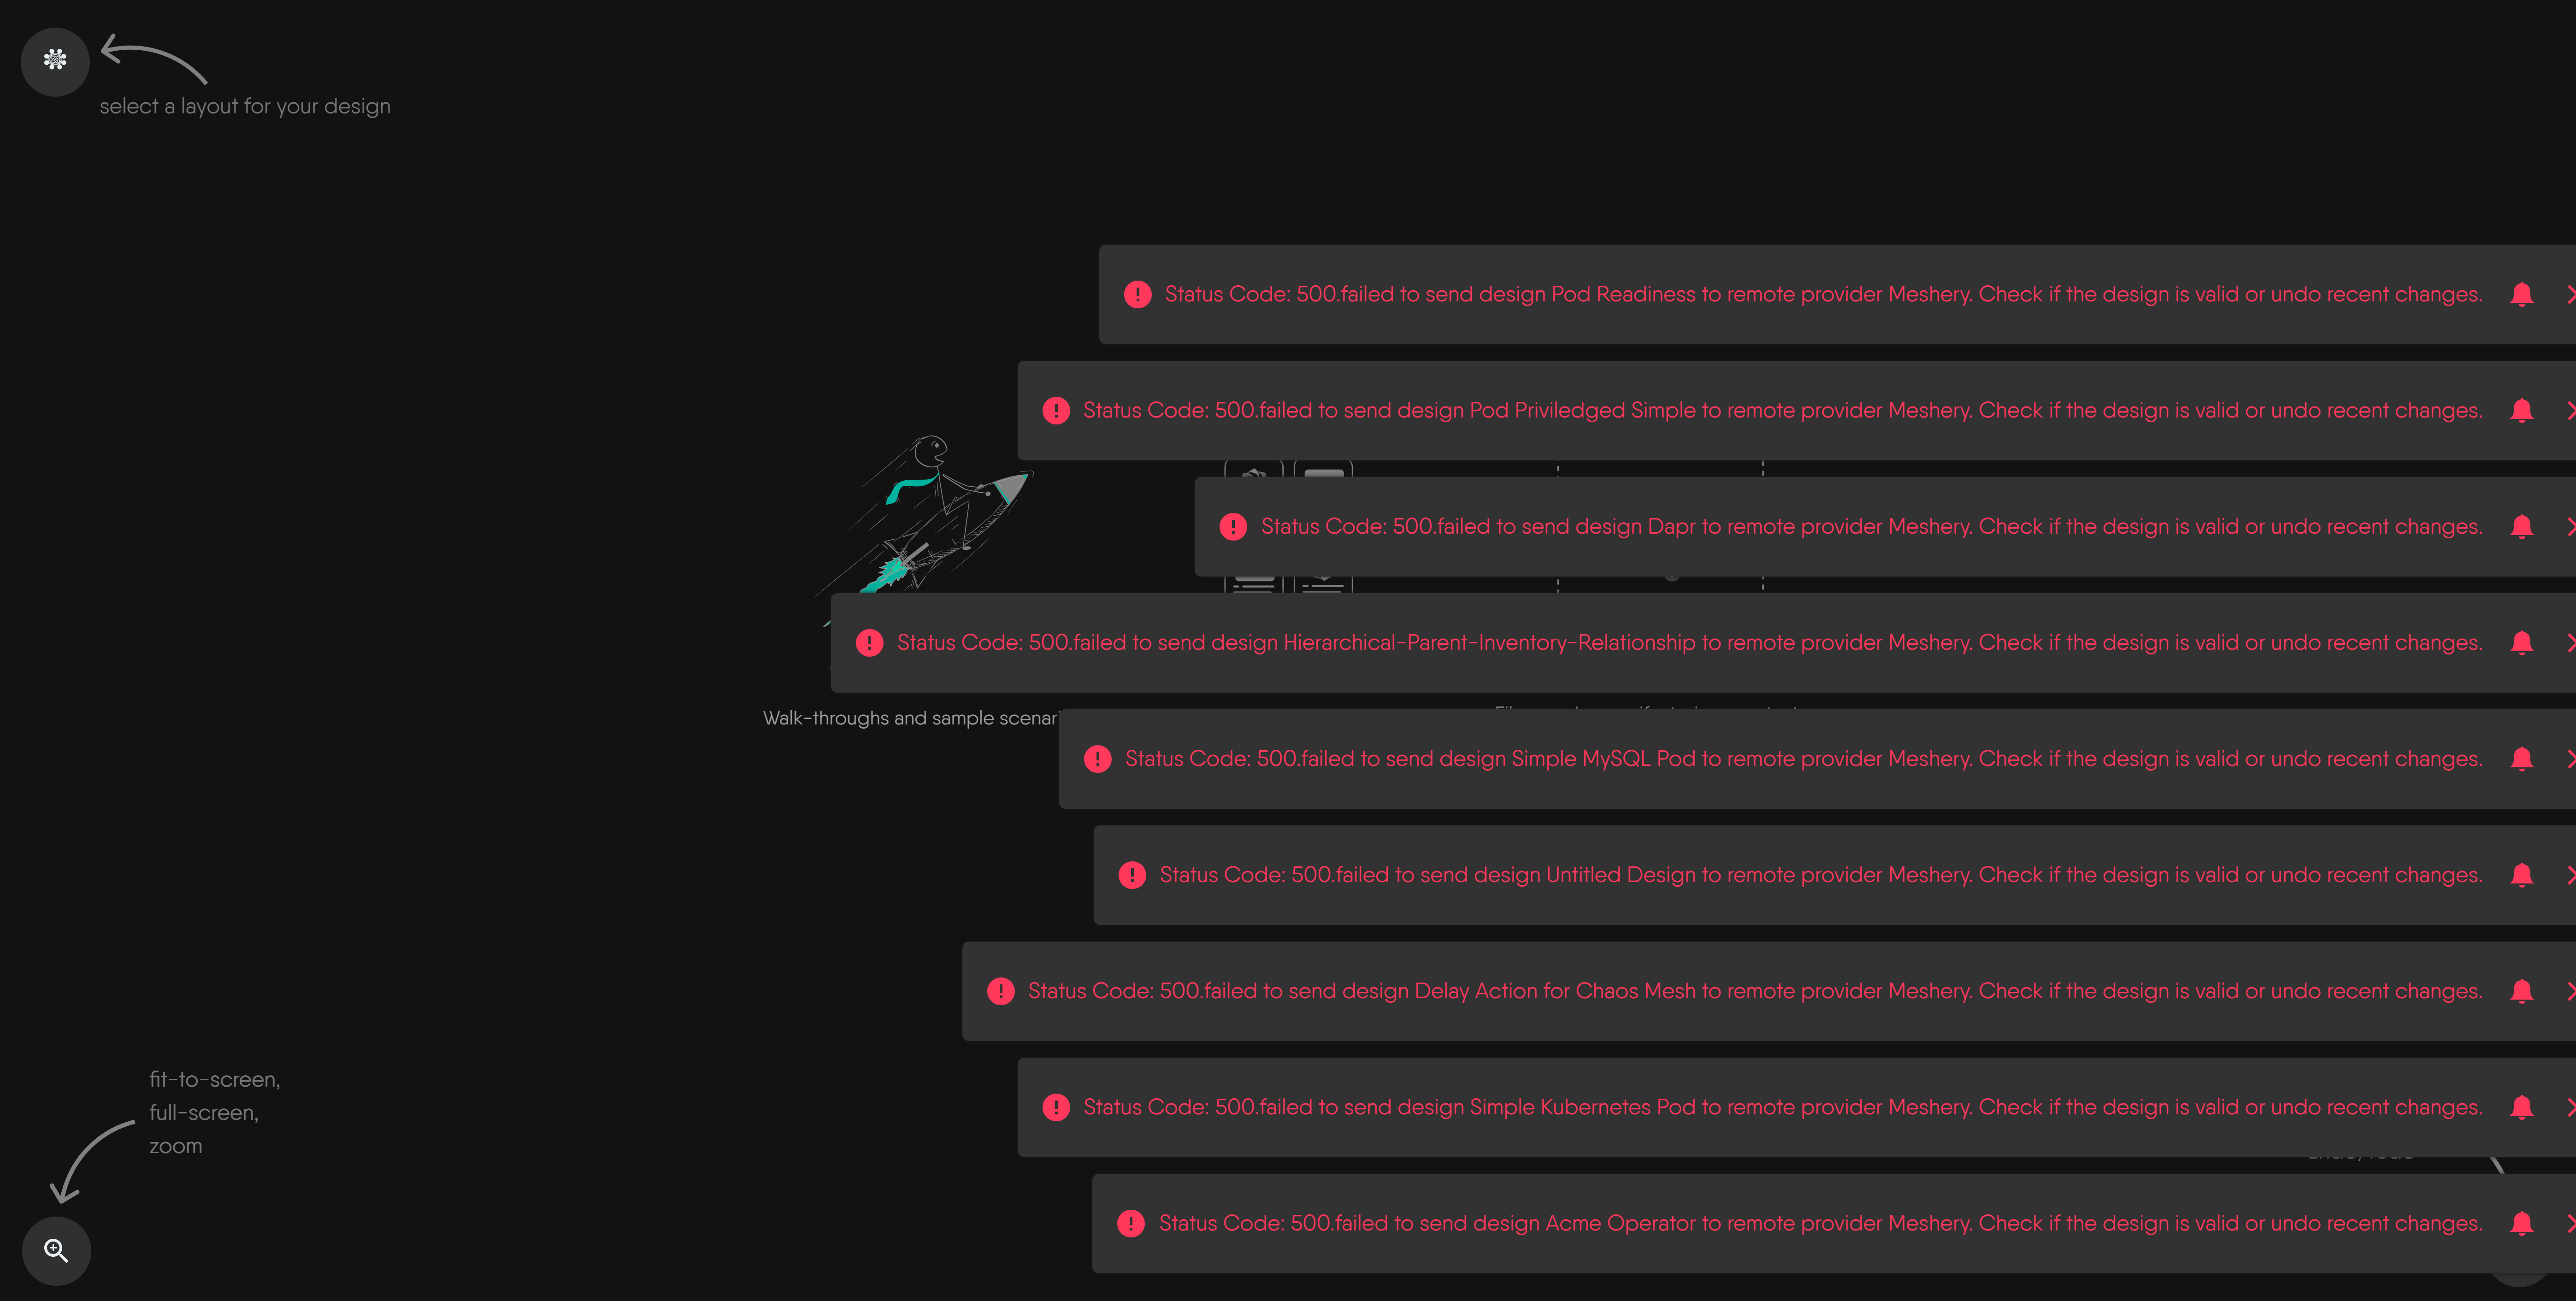 select a layout for your design
Status Code: 500.failed to send design Pod Readiness to remote provider Meshery. Check if the design is valid or undo recent changes.
Status Code: 500.failed to send design Pod Priviledged Simple to remote provider Meshery. Check if the design is valid or undo recent changes.
Status Code: 500.failed to send design Dapr to remote provider Meshery. Check if the design is valid or undo recent changes.
Status Code: 500.failed to send design Hierarchical-Parent-Inventory-Relationship to remote provider Meshery. Check if the design is valid or undo recent changes.
Walk-throughs and sample
Status Code: 500.failed to send design Simple MySQL Pod to remote provider Meshery. Check if the design is valid or undo recent changes.
Status Code: 500.failed to send design Untitled Design to remote provider Meshery. Check if the design is valid or undo recent changes.
Status Code: 500.failed to send design Delay Action for Chaos Mesh to remote provider Meshery. Check if the design is valid or undo recent changes.
fit-to-screen,
full-screen,
zoom
Status Code: 500.failed to send design Simple Kubernetes Pod to remote provider Meshery. Check if the design is valid or undo recent changes.
Status Code: 500.failed to send design Acme Operator to remote provider Meshery. Check if the design is valid or undo recent changes.